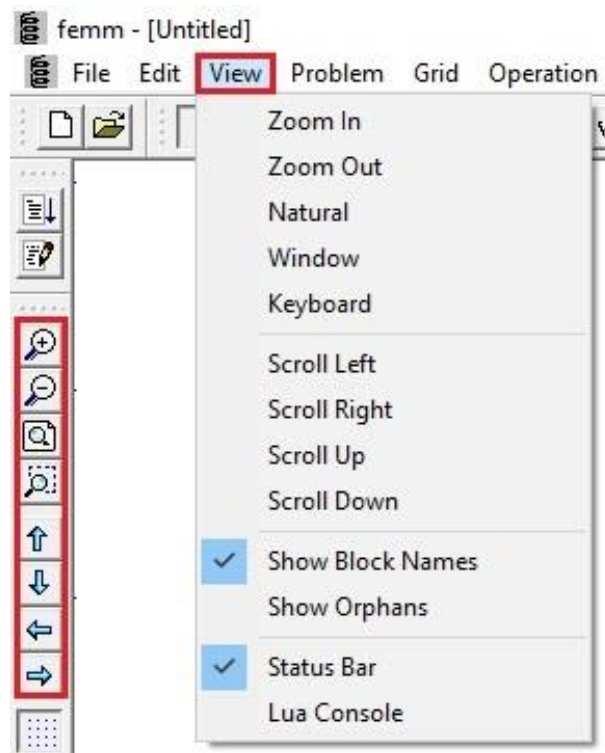 femm - [Untitled]
File Edit View Problem Grid Operation
Zoom In
Zoom Out
Natural
Window
Keyboard
Scroll Left
Scroll Right
Scroll Up
Scroll Down
Show Block Names
Show Orphans
Status Bar
Lua Console